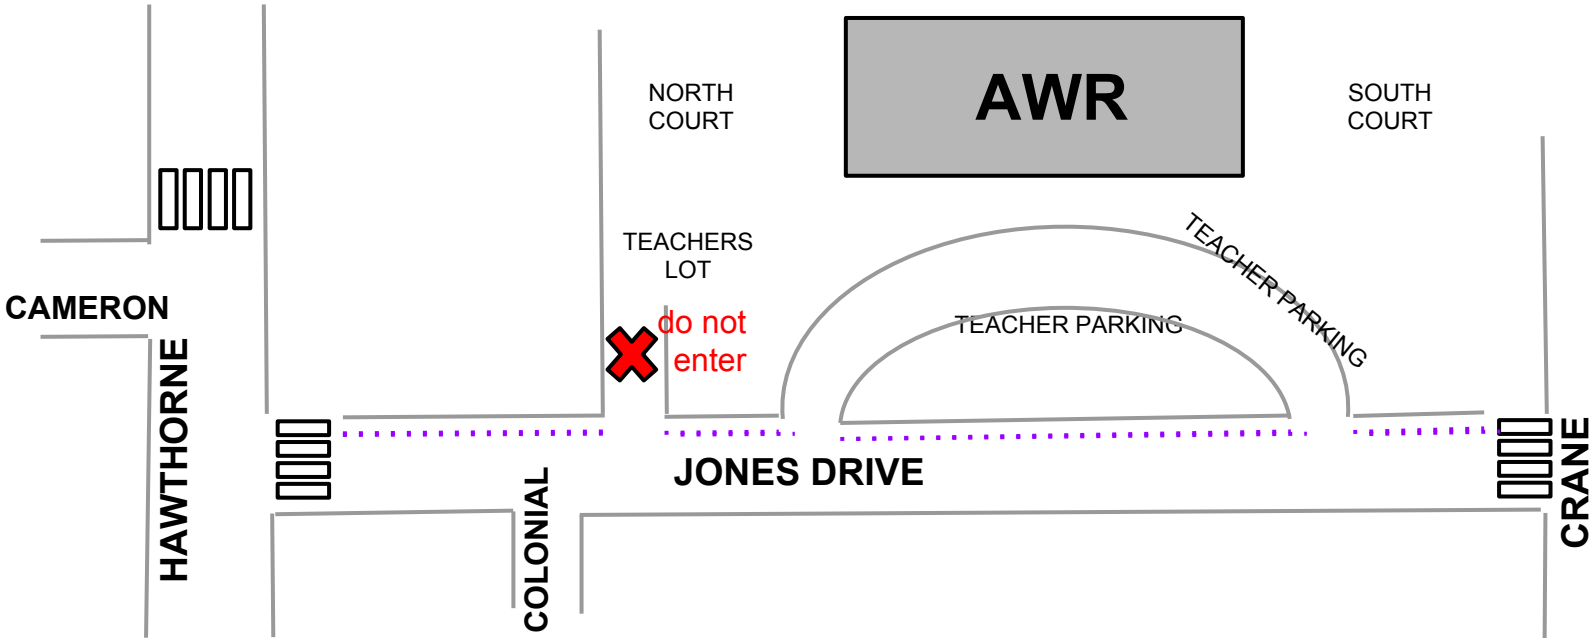 NORTH
COURT
AWR
SOUTH
COURT
TEACHERS
LOT
TEACHER PARKING
CAMERON
do not
enter
TEACHER PARKING
HAWTHORNE
JONES DRIVE
COLONIAL
CRANE